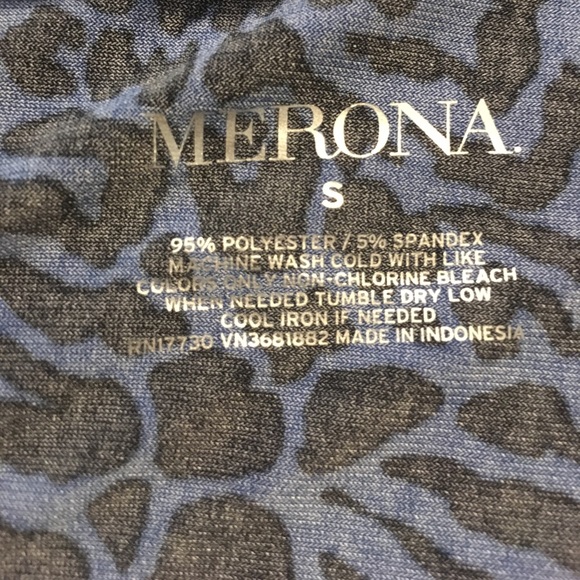 MERONA.
S
95% POLYESTER / 5% SPANDEX
MACHINE WASH COLD WITH LIKE
COLORS ONLY NON-CHLORINE BLEACH
WHEN NEEDED TUMBLE DRY LOW
COOL IRON IF NEEDED
RN17730 VN3681882 MADE IN INDONESIA